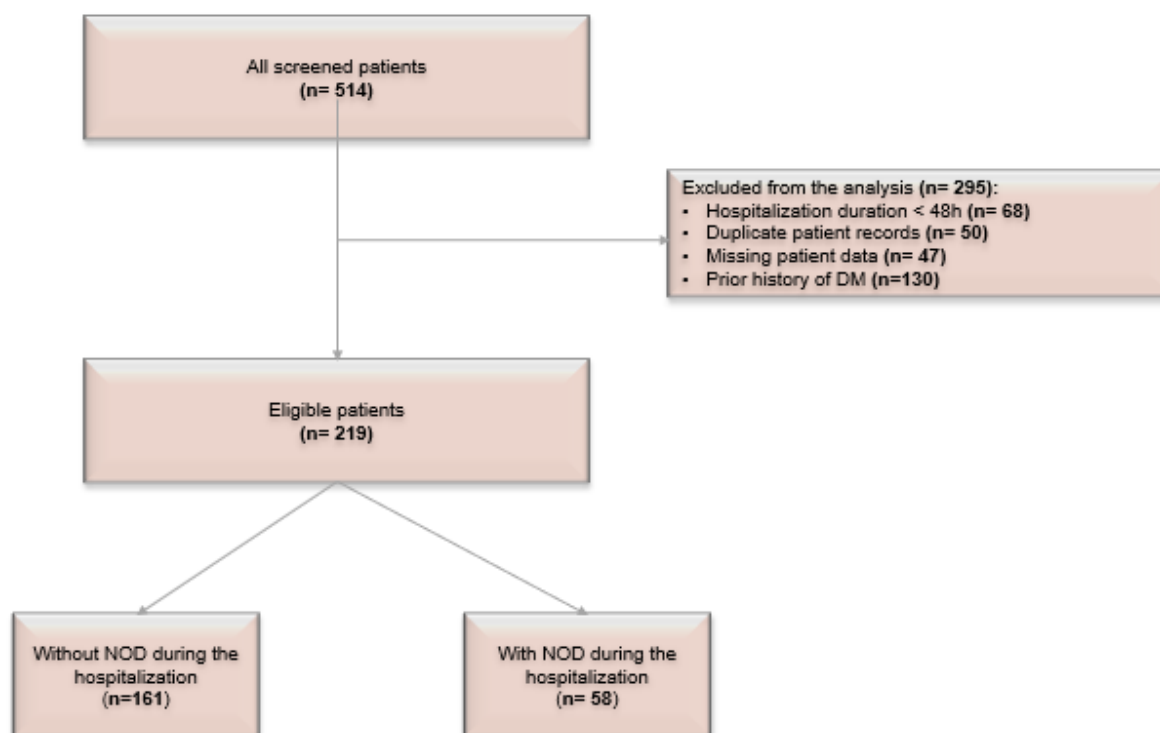 All screened patients
(n= 514)
Excluded from the analysis (n= 295):
• Hospitalization duration < 48h (n= 68)
• Duplicate patient records (n= 50)
• Missing patient data (n= 47)
• Prior history of DM (n=130)
Eligible patients
(n= 219)
Without NOD during the
hospitalization
(n=161)
With NOD during the
hospitalization
(n= 58)